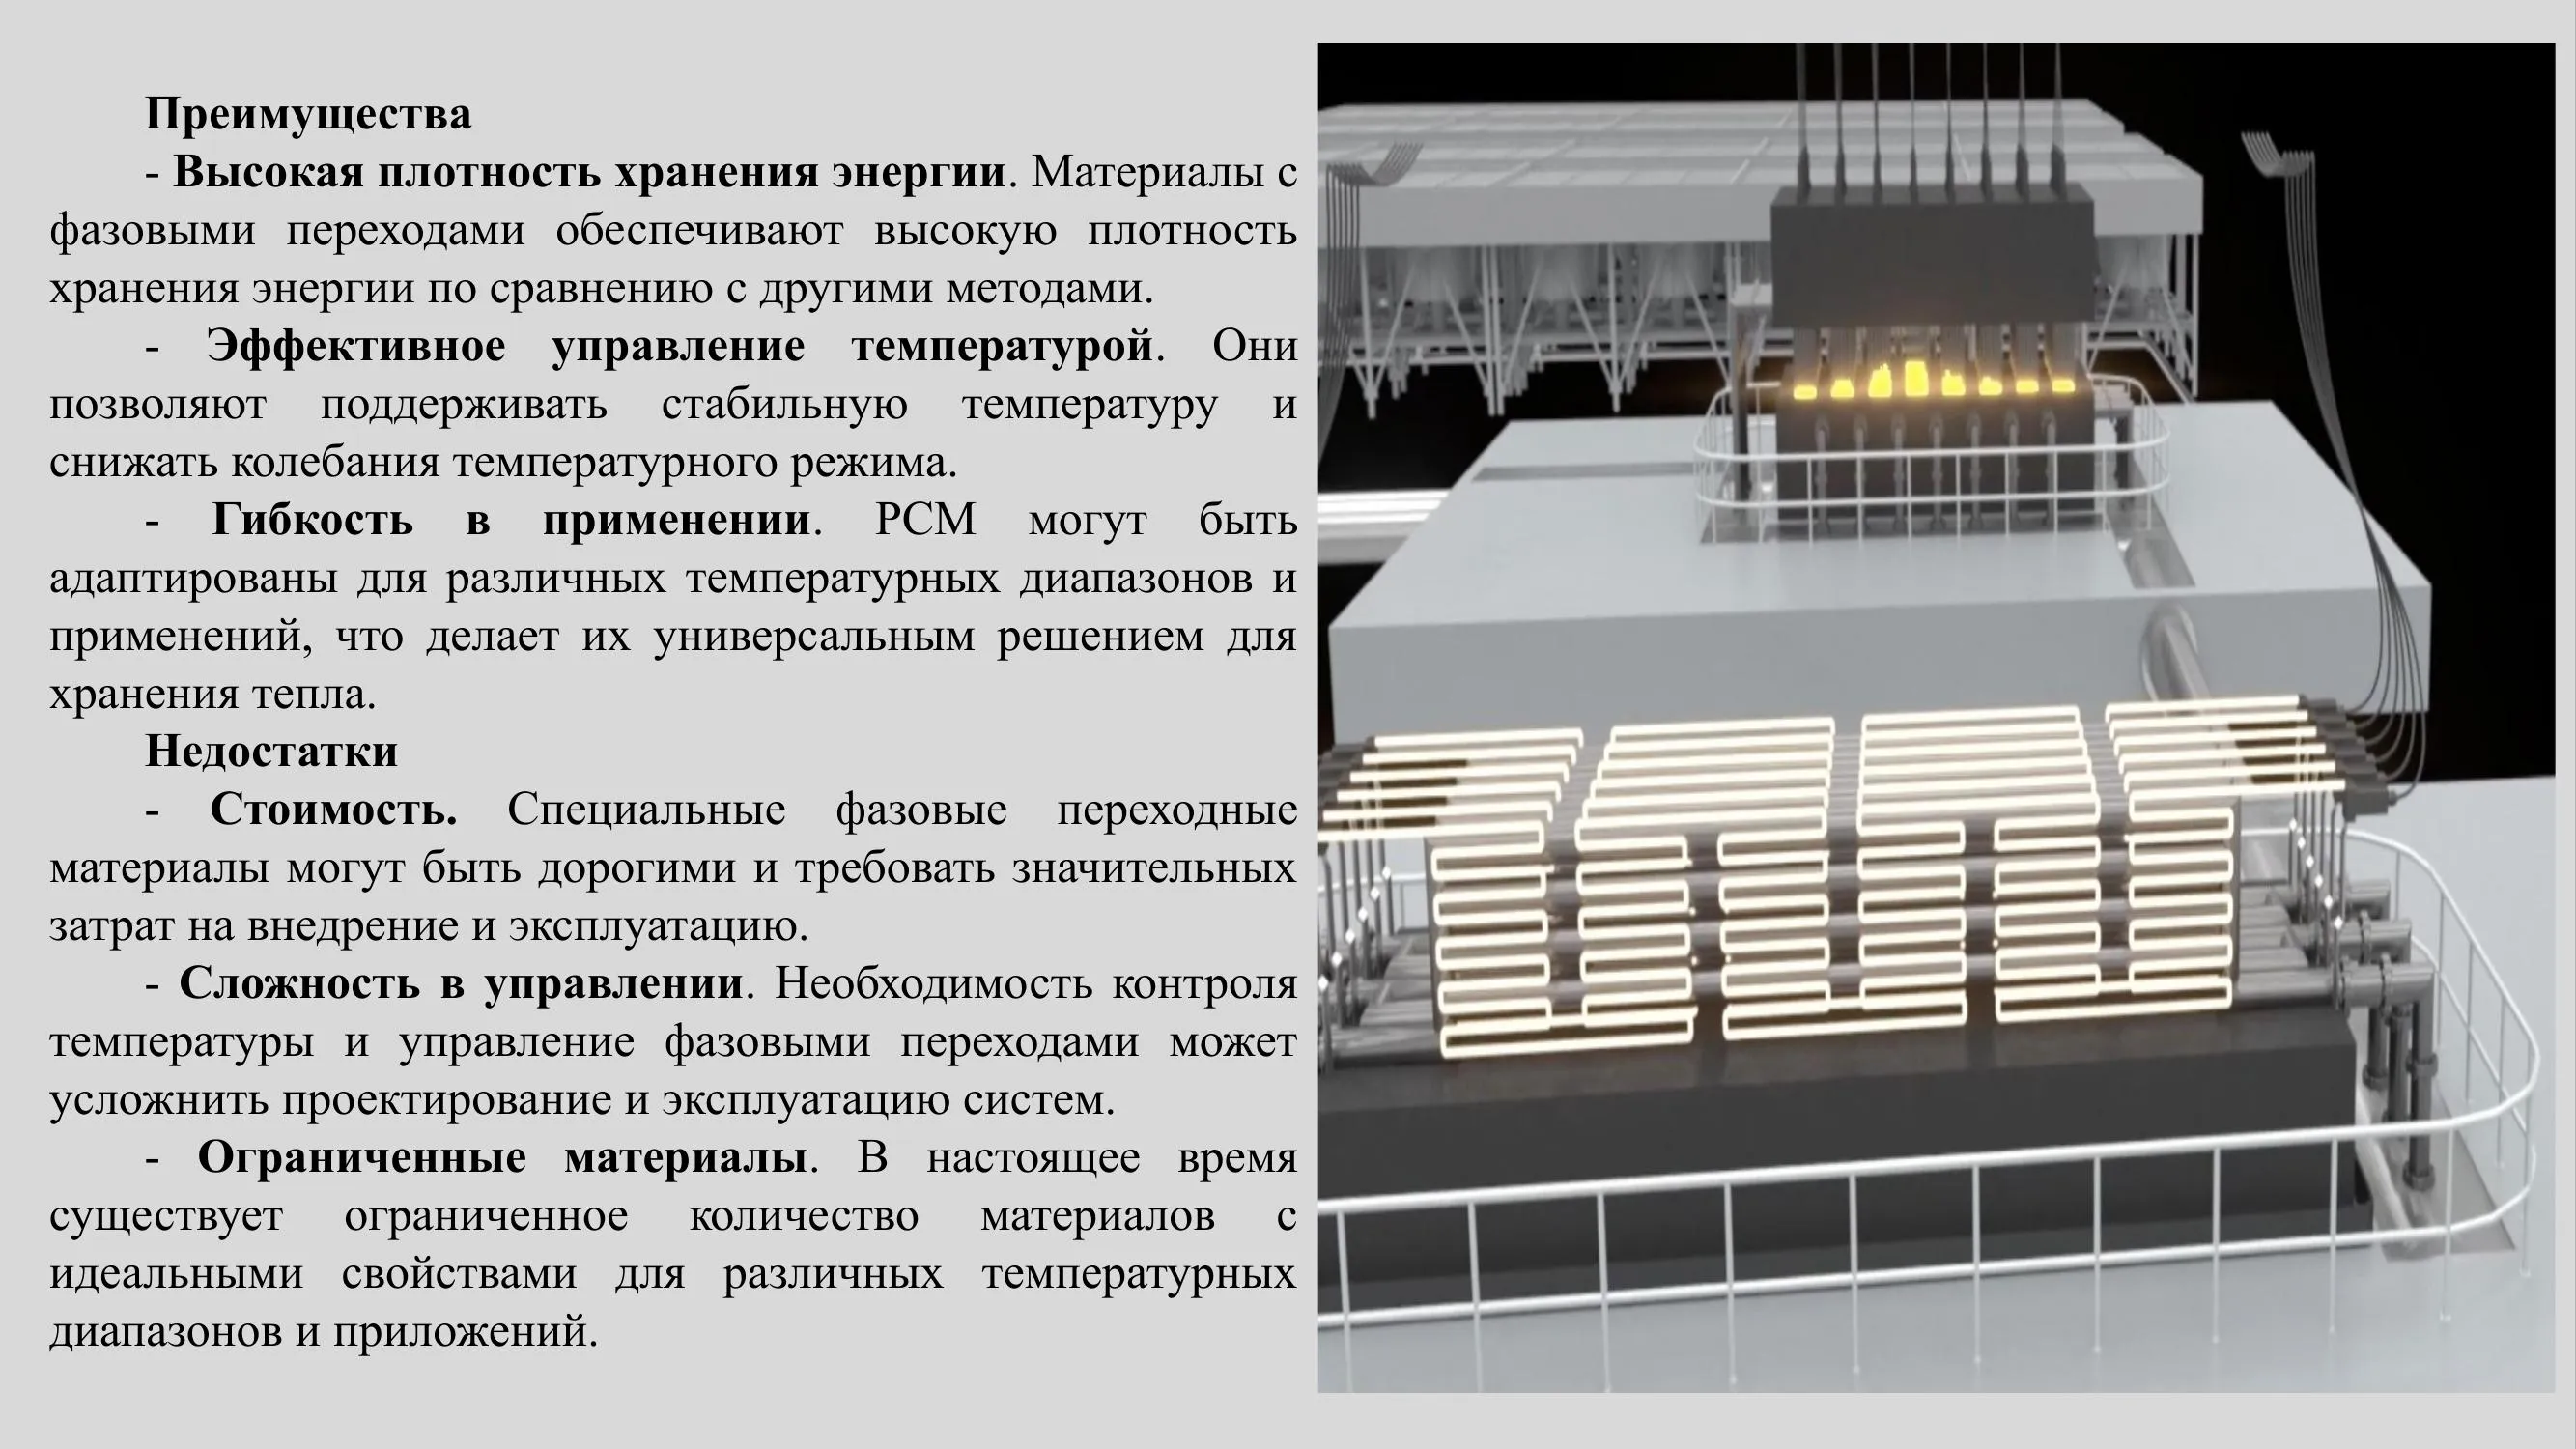 Преимущества
- Высокая плотность хранения энергии. Материалы с
фазовыми переходами обеспечивают высокую плотность
хранения энергии по сравнению с другими методами.
- Эффективное управление температурой. Они
позволяют поддерживать стабильную температуру и
снижать колебания температурного режима.
- Гибкость в применении. PCM могут быть
адаптированы для различных температурных диапазонов и
применений, что делает их универсальным решением для
хранения тепла.
Недостатки
- Стоимость. Специальные фазовые переходные
материалы могут быть дорогими и требовать значительных
затрат на внедрение и эксплуатацию.
- Сложность в управлении. Необходимость контроля
температуры и управление фазовыми переходами может
усложнить проектирование и эксплуатацию систем.
- Ограниченные материалы. В настоящее время
существует ограниченное количество материалов с
идеальными свойствами для различных температурных
диапазонов и приложений.